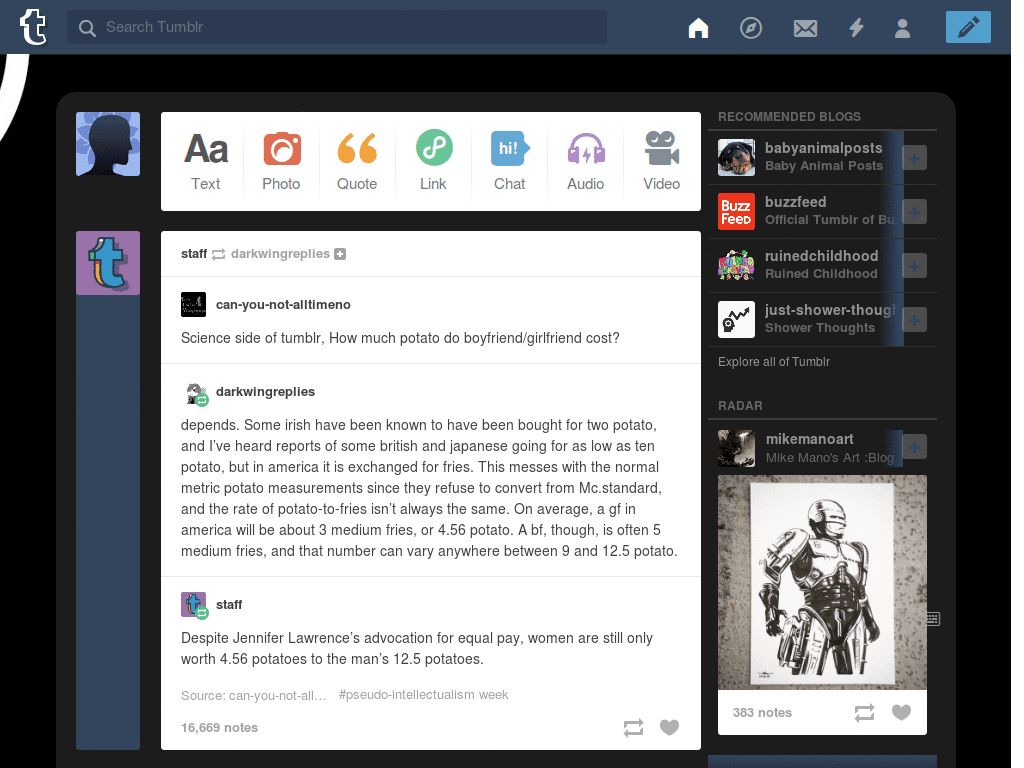 Search Tumblr
Aa
hi!
Text
Photo
Quote
Link
Chat
Audio
Video
staff darkwingreplies
can-you-not-alltimeno
Science side of tumblr, How much potato do boyfriend/girlfriend cost?
darkwingreplies
depends. Some irish have been known to have been bought for two potato,
and I’ve heard reports of some british and japanese going for as low as ten
potato, but in america it is exchanged for fries. This messes with the normal
metric potato measurements since they refuse to convert from Mc.standard,
and the rate of potato-to-fries isn’t always the same. On average, a gf in
america will be about 3 medium fries, or 4.56 potato. A bf, though, is often 5
medium fries, and that number can vary anywhere between 9 and 12.5 potato.
staff
Despite Jennifer Lawrence’s advocation for equal pay, women are still only
worth 4.56 potatoes to the man’s 12.5 potatoes.
Source: can-you-not-all… #pseudo-intellectualism week
16,669 notes
RECOMMENDED BLOGS
babyanimalposts
Baby Animal Posts
BuzzFeed
buzzfeed
Official Tumblr of Bu
ruinedchildhood
Ruined Childhood
just-shower-though
Shower Thoughts
Explore all of Tumblr
RADAR
mikemanoart
Mike Mano's Art :Blog
383 notes